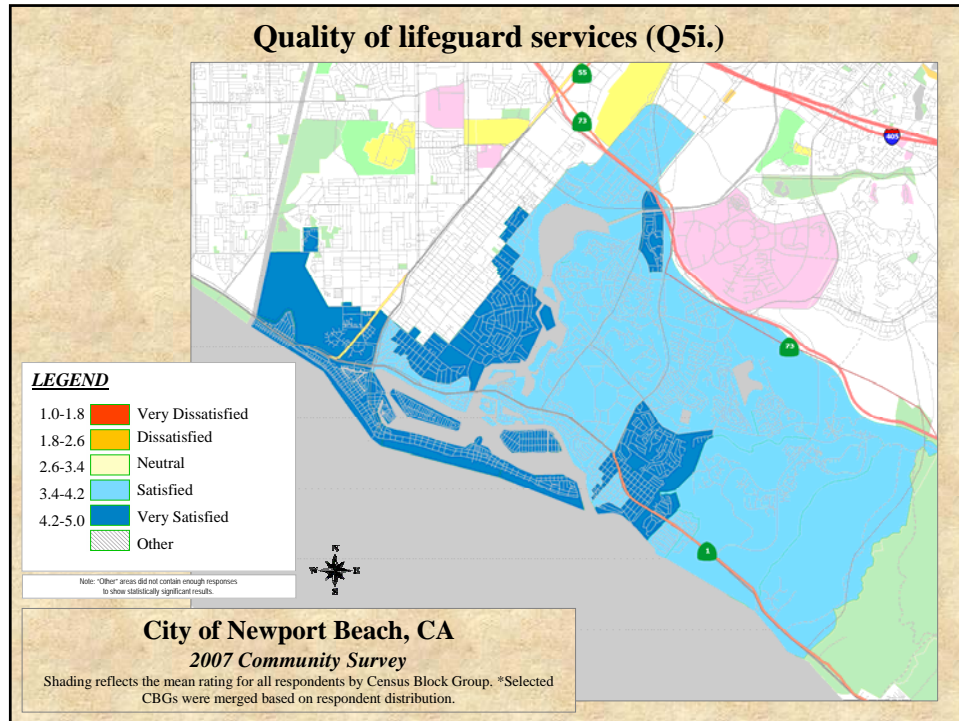 Quality of lifeguard services (Q5i.)
55
73
405
73
1
LEGEND
1.0-1.8 Very Dissatisfied
1.8-2.6 Dissatisfied
2.6-3.4 Neutral
3.4-4.2 Satisfied
4.2-5.0 Very Satisfied
Other
N
W E
S
Note: "Other" areas did not contain enough responses
to show statistically significant results.
City of Newport Beach, CA
2007 Community Survey
Shading reflects the mean rating for all respondents by Census Block Group. *Selected
CBGs were merged based on respondent distribution.